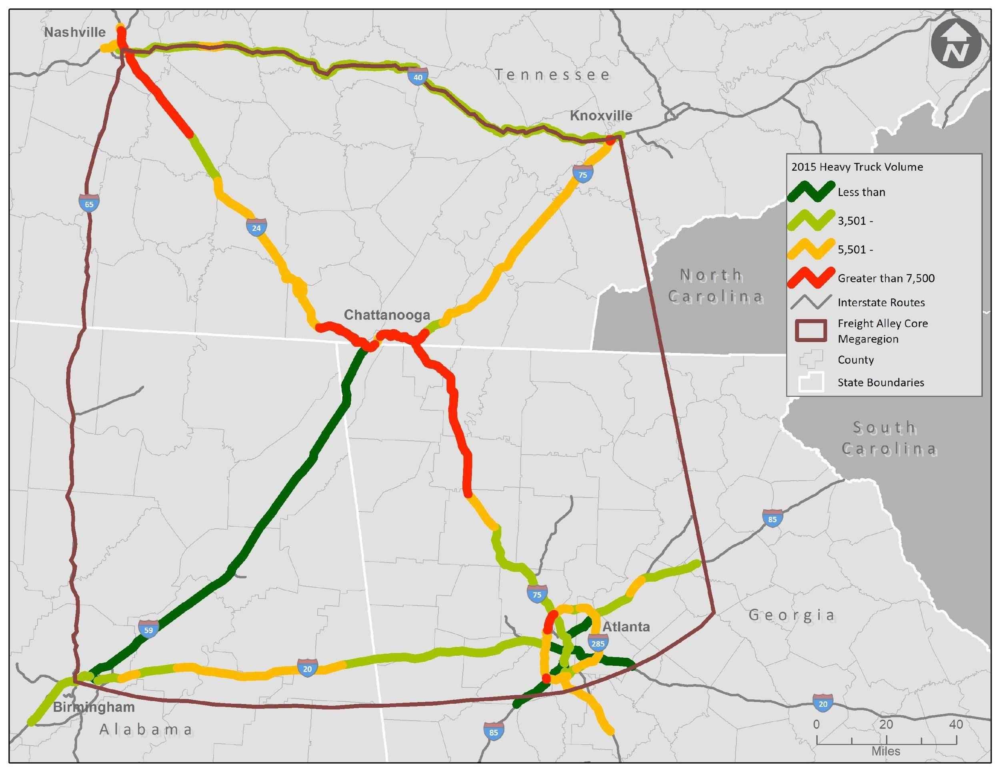 Nashville
40
Tennessee
Knoxville
75
65
24
N
2015 Heavy Truck Volume
Less than
3,501 -
5,501 -
Greater than 7,500
Interstate Routes
Freight Alley Core
Megaregion
County
State Boundaries
North
Carolina
Chattanooga
South
Carolina
85
75
59
Georgia
Atlanta
285
20
Birmingham
Alabama
85
20
0 20 40
Miles